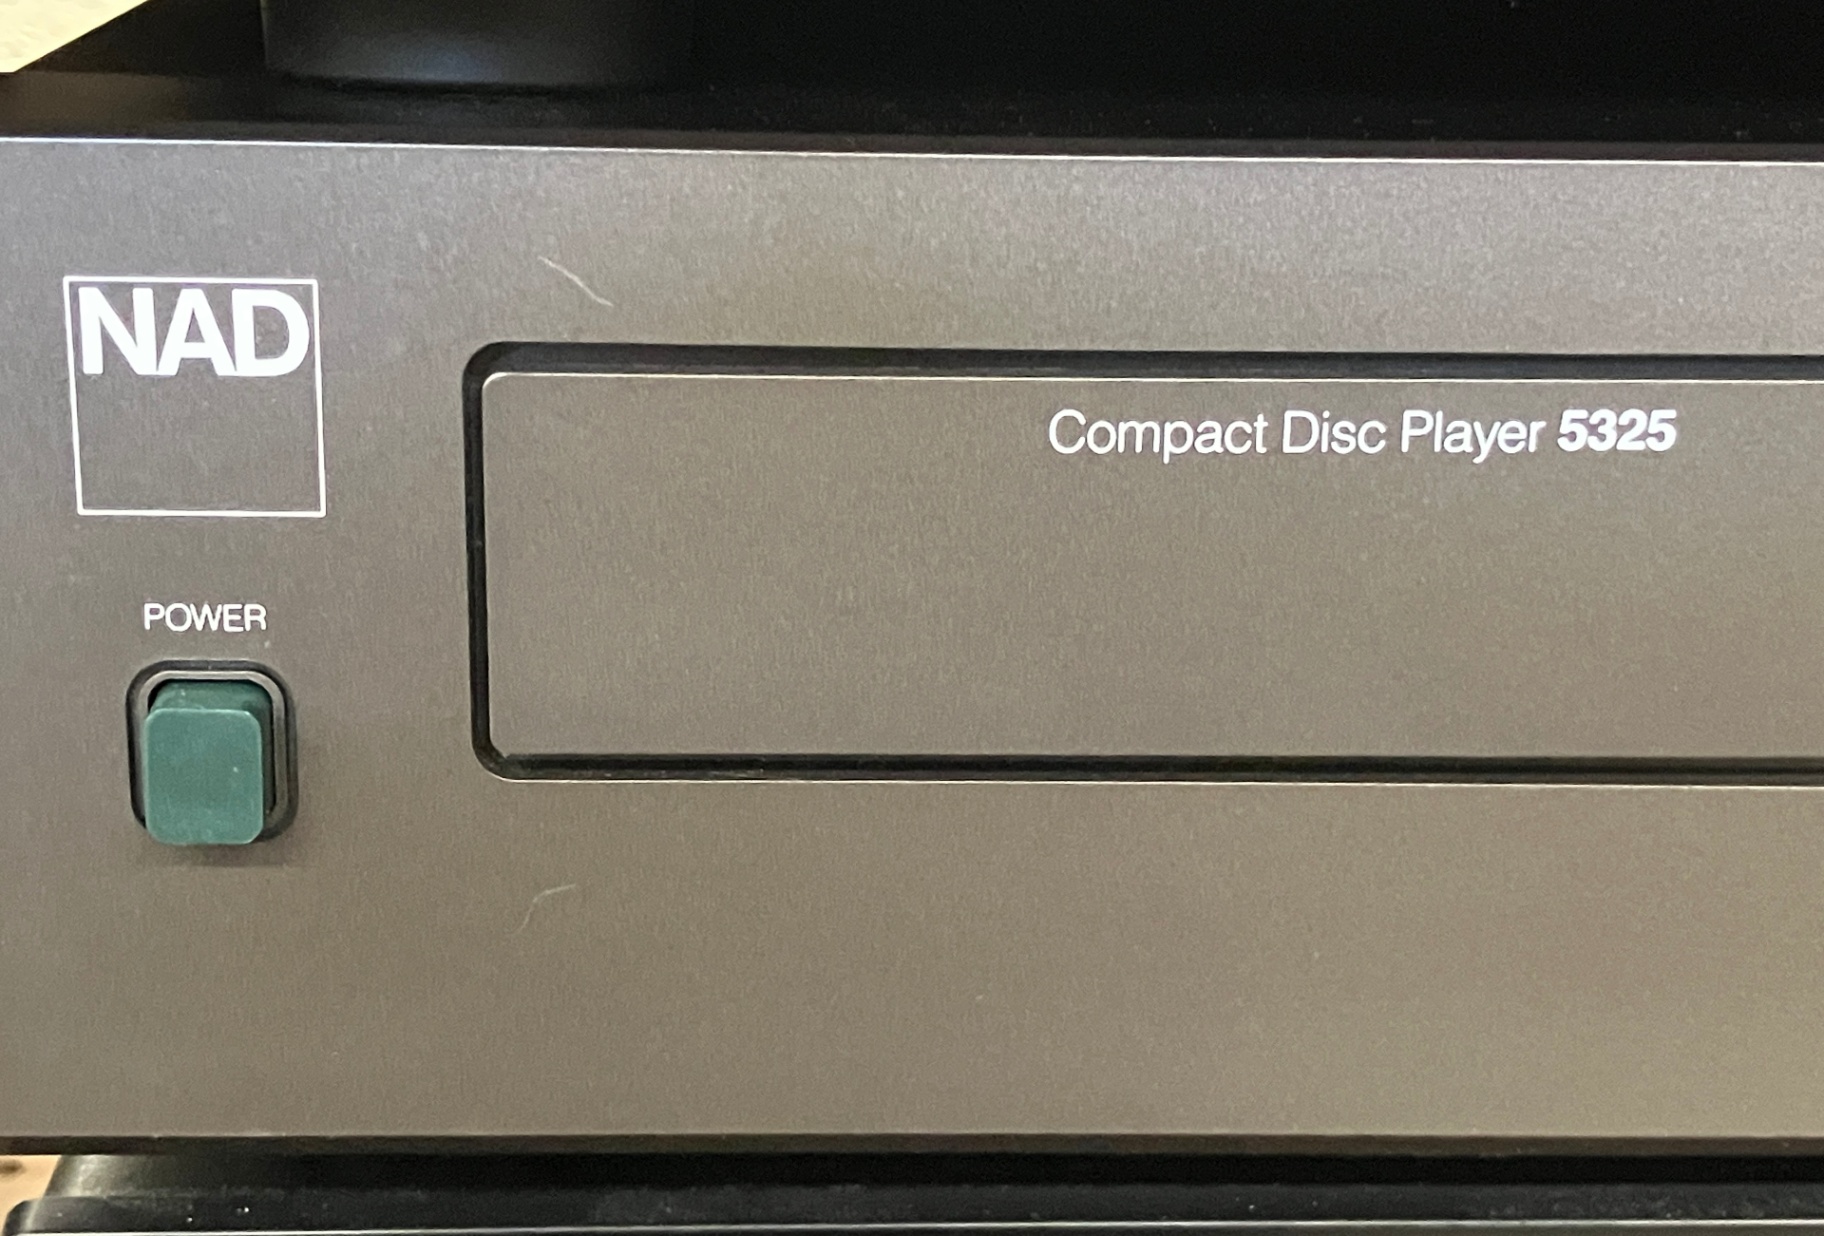 NAD
Compact Disc Player 5325
POWER